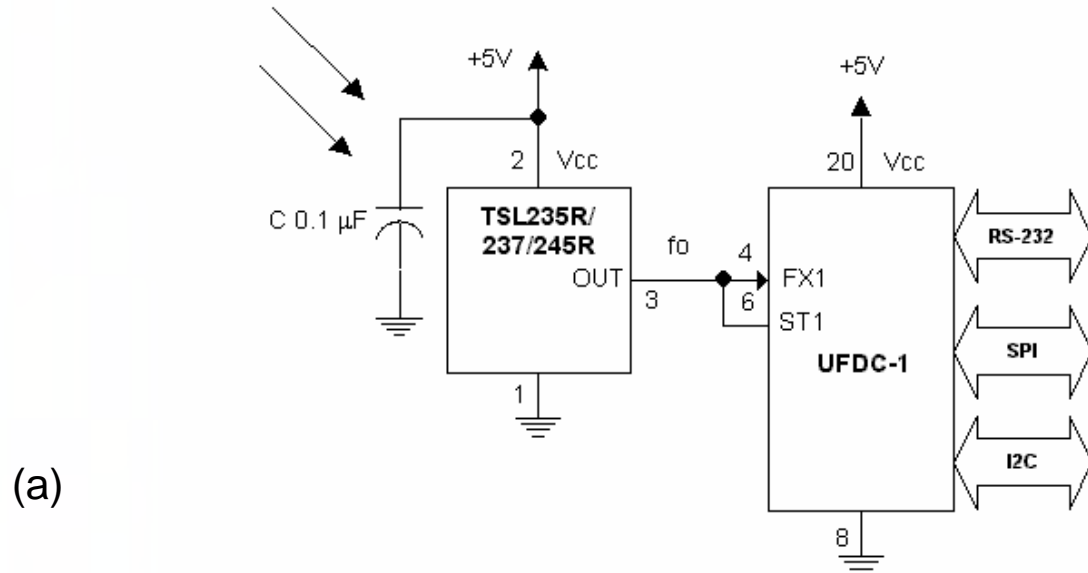 +5V
+5V
2 Vcc
20 Vcc
C 0.1 μF
TSL235R/
237/245R
RS-232
fo
4
OUT
FX1
3
6
ST1
SPI
UFDC-1
1
I2C
(a)
8